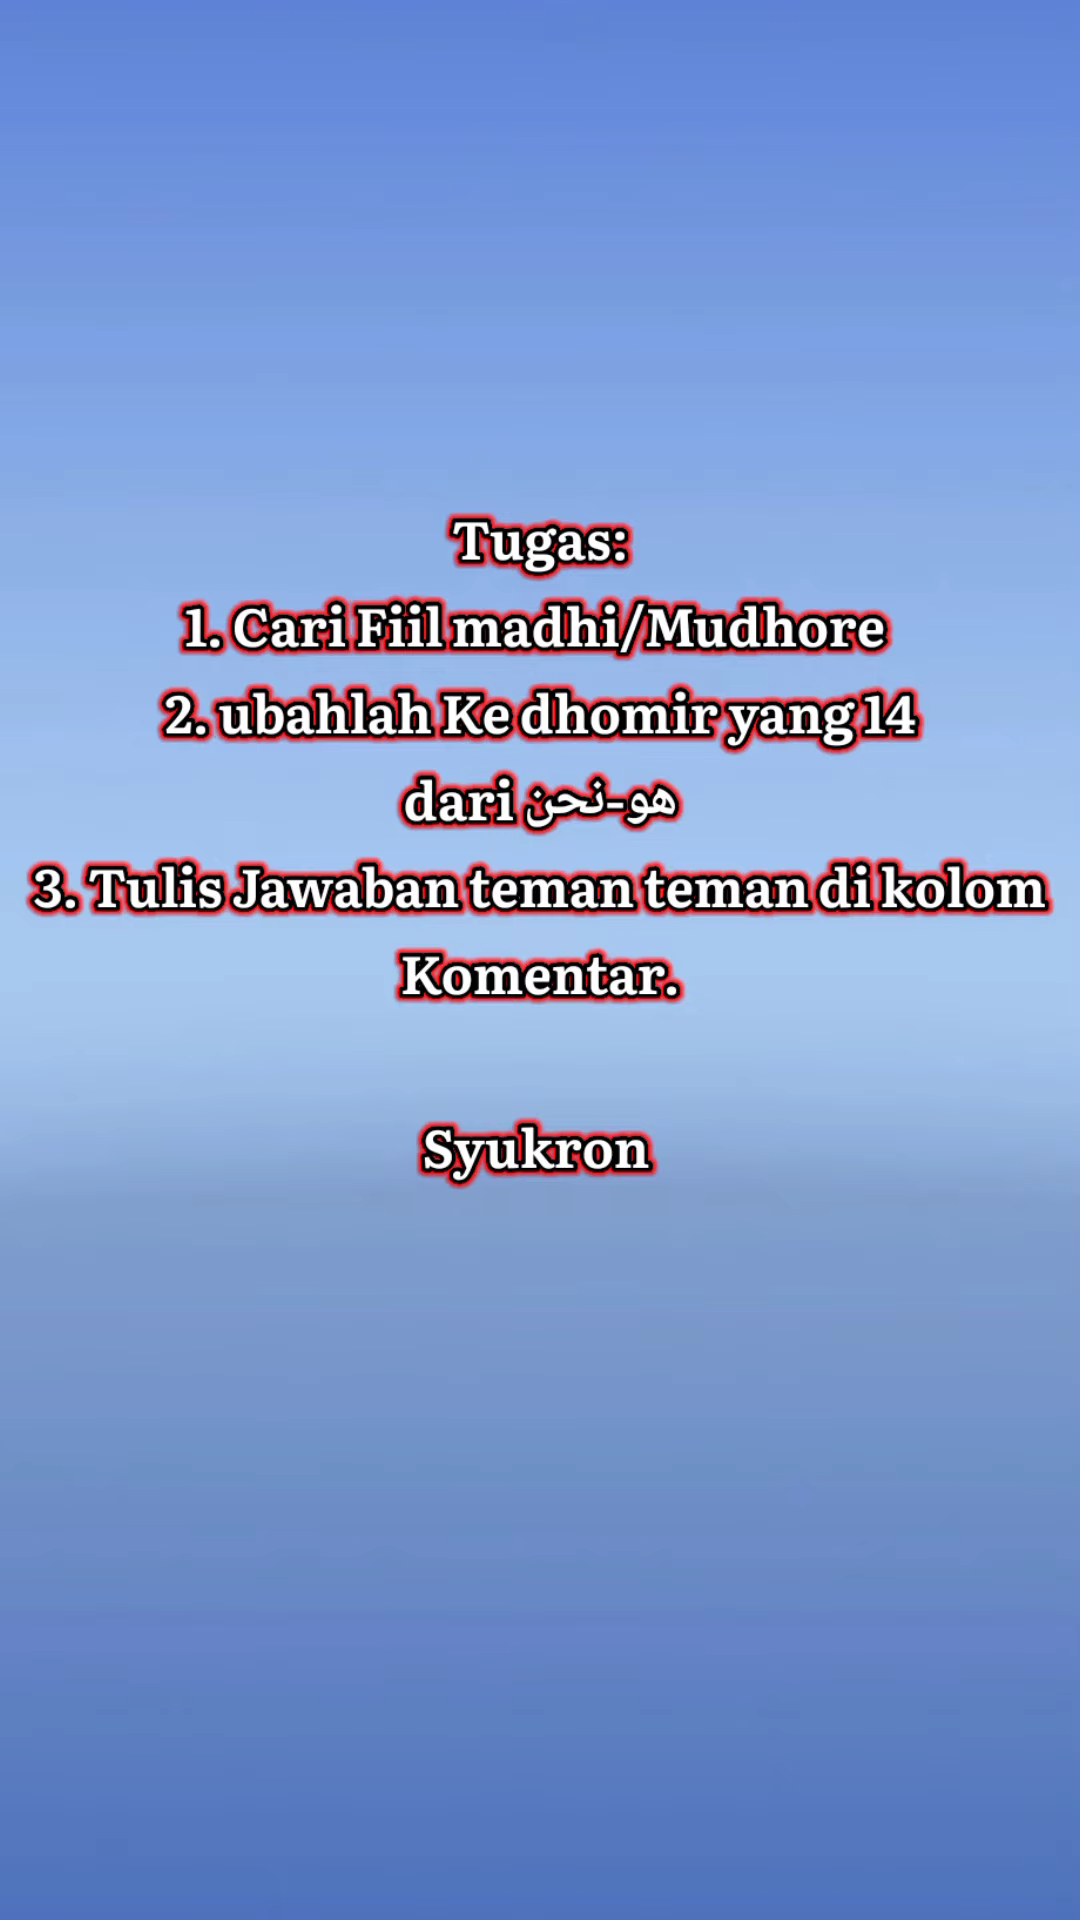 Tugas:
1. Cari Fiil madhi/Mudhore
2. ubahlah Ke dhomir yang 14
dari هو-نحن
3. Tulis Jawaban teman teman di kolom
Komentar.
Syukron